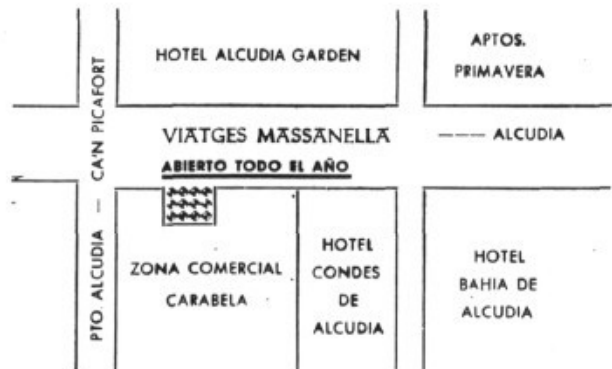 HOTEL ALCUDIA GARDEN
APTOS.
PRIMAVERA
PTO. ALCUDIA — CA'N PICAFORT
VIATGES MASSANELLA
--- ALCUDIA
ABIERTO TODO EL AÑO
ZONA COMERCIAL
CARABELA
HOTEL
CONDES
DE
ALCUDIA
HOTEL
BAHIA DE
ALCUDIA